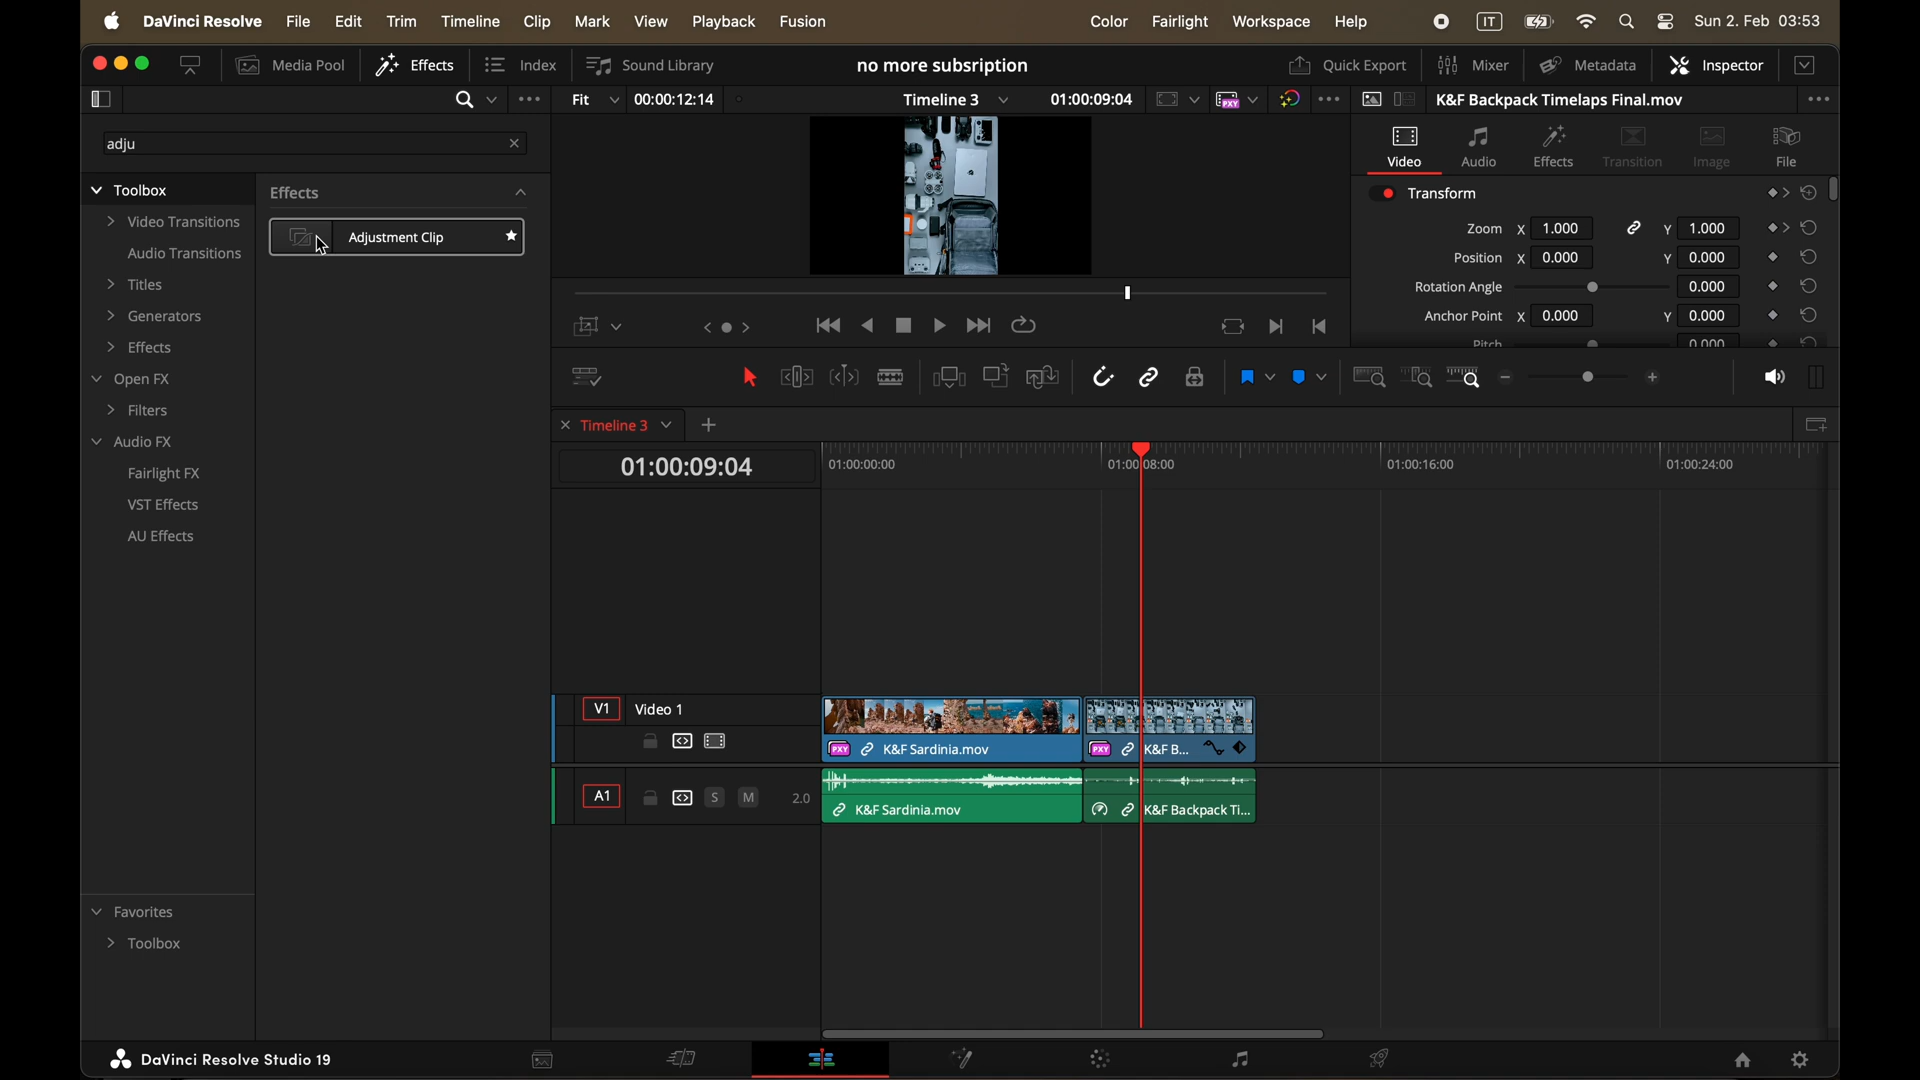 DaVinci Resolve File Edit Trim Timeline Clip Mark View Playback Fusion Color Fairlight Workspace Help IT Sun 2. Feb 03:53
Media Pool Effects Index Sound Library no more subsription Quick Export Mixer Metadata Inspector
Fit 00:00:12:14 Timeline 3 01:00:09:04 PXY K&F Backpack Timelaps Final.mov
adju
Video Audio Effects Transition Image File
Toolbox
Effects
Transform
Video Transitions
Zoom X 1.000 Y 1.000
Adjustment Clip
Audio Transitions
Position X 0.000 Y 0.000
Titles
Rotation Angle 0.000
Generators
Anchor Point X 0.000 Y 0.000
Effects
Pitch 0.000
Open FX
Filters
Timeline 3
Audio FX
01:00:09:04 01:00:00:00 01:00:08:00 01:00:16:00 01:00:24:00
Fairlight FX
VST Effects
AU Effects
V1 Video 1
PXY K&F Sardinia.mov PXY K&F B...
A1 S M 2.0
K&F Sardinia.mov K&F Backpack Ti...
Favorites
Toolbox
DaVinci Resolve Studio 19